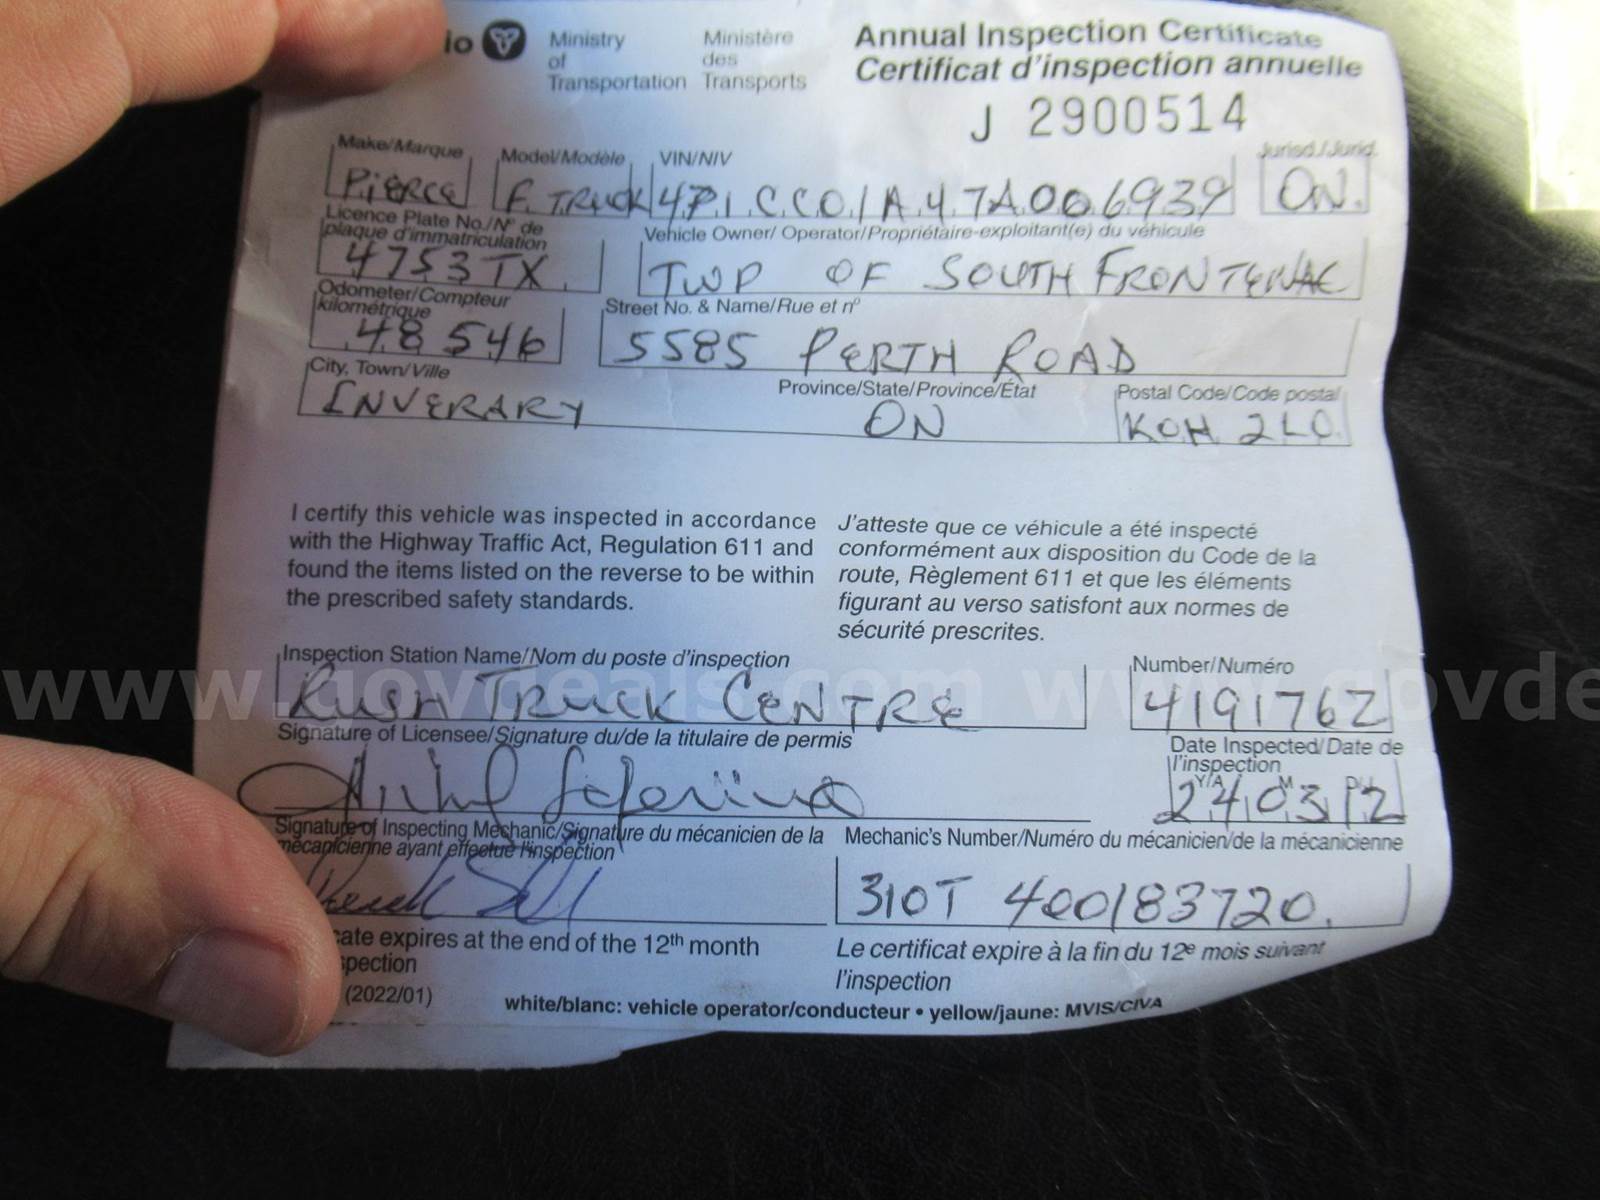 io Ministry Ministère Annual Inspection Certificate
of des Certificat d'inspection annuelle
Transportation Transports
J 2900514
Make/Marque Model/Modèle VIN/NIV Jurisd./Jurid.
PIERCE F. TRUCK 4P1CC01A47A006939 ON.
Licence Plate No./N° de plaque d'immatriculation Vehicle Owner/ Operator/Propriétaire-exploitant(e) du véhicule
4753TX TWP OF SOUTH FRONTENAC
Odometer/Compteur kilométrique Street No. & Name/Rue et n°
48546 5585 PERTH ROAD
City, Town/Ville Province/State/Province/État Postal Code/Code postal
INVERARY ON K0H 2L0
I certify this vehicle was inspected in accordance
with the Highway Traffic Act, Regulation 611 and
found the items listed on the reverse to be within
the prescribed safety standards.
J'atteste que ce véhicule a été inspecté
conformément aux disposition du Code de la
route, Règlement 611 et que les éléments
figurant au verso satisfont aux normes de
sécurité prescrites.
Inspection Station Name/Nom du poste d'inspection Number/Numéro
RUSH TRUCK CENTRE 4191762
Signature of Licensee/Signature du/de la titulaire de permis Date Inspected/Date de
l'inspection
Y/A M D/J
24 03 12
Signature of Inspecting Mechanic/Signature du mécanicien de la
mécanicienne ayant effectué l'inspection
Mechanic's Number/Numéro du mécanicien/de la mécanicienne
310T 400183720.
cate expires at the end of the 12th month
spection
Le certificat expire à la fin du 12e mois suivant
l'inspection
(2022/01) white/blanc: vehicle operator/conducteur • yellow/jaune: MVIS/CIVA
www.govdeals.com www.govde